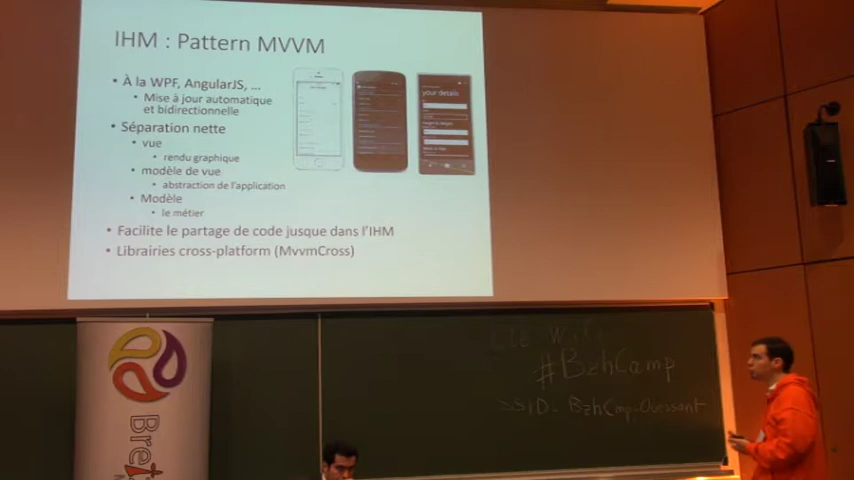 IHM : Pattern MVVM
• À la WPF, AngularJS, ...
• Mise à jour automatique
et bidirectionnelle
• Séparation nette
• vue
• rendu graphique
• modèle de vue
• abstraction de l'application
• Modèle
• le métier
• Facilite le partage de code jusque dans l'IHM
• Librairies cross-platform (MvvmCross)
your details
#BzhCamp
SSID
BzhCamp-Ouessant